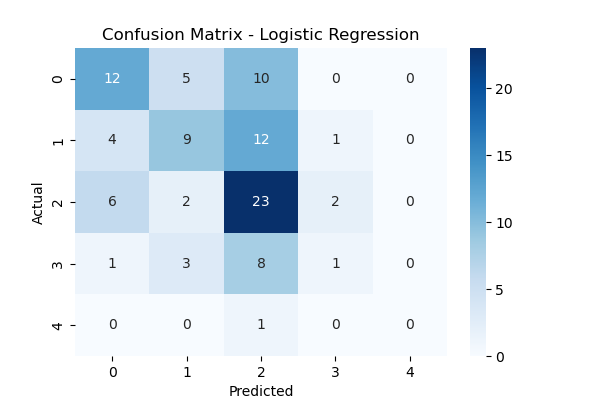 Confusion Matrix - Logistic Regression
0 12 5 10 0 0
1 4 9 12 1 0
2 6 2 23 2 0
3 1 3 8 1 0
4 0 0 1 0 0
0 1 2 3 4
Actual
Predicted
20
15
10
5
0